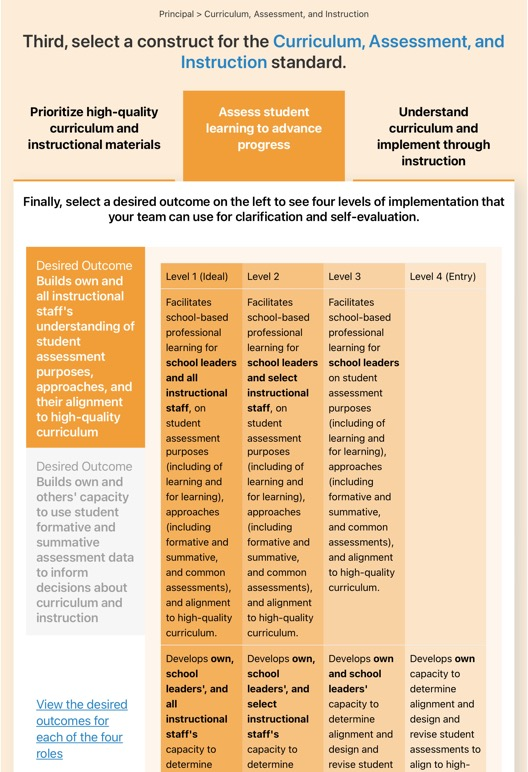 Principal > Curriculum, Assessment, and Instruction
Third, select a construct for the Curriculum, Assessment, and
Instruction standard.
Prioritize high-quality
curriculum and
instructional materials
Assess student
learning to advance
progress
Understand
curriculum and
implement through
instruction
Finally, select a desired outcome on the left to see four levels of implementation that
your team can use for clarification and self-evaluation.
Desired Outcome
Builds own and
all instructional
staff's
understanding of
student
assessment
purposes,
approaches, and
their alignment
to high-quality
curriculum
Desired Outcome
Builds own and
others' capacity
to use student
formative and
summative
assessment data
to inform
decisions about
curriculum and
instruction
View the desired
outcomes for
each of the four
roles
Level 1 (Ideal)
Level 2
Level 3
Level 4 (Entry)
Facilitates
school-based
professional
learning for
school leaders
and all
instructional
staff, on
student
assessment
purposes
(including of
learning and
for learning),
approaches
(including
formative and
summative,
and common
assessments),
and alignment
to high-quality
curriculum.
Facilitates
school-based
professional
learning for
school leaders
and select
instructional
staff, on
student
assessment
purposes
(including of
learning and
for learning),
approaches
(including
formative and
summative,
and common
assessments),
and alignment
to high-quality
curriculum.
Facilitates
school-based
professional
learning for
school leaders
on student
assessment
purposes
(including of
learning and
for learning),
approaches
(including
formative and
summative,
and common
assessments),
and alignment
to high-quality
curriculum.
Develops own,
school
leaders', and
all
instructional
staff's
capacity to
determine
Develops own,
school
leaders', and
select
instructional
staff's
capacity to
determine
Develops own
and school
leaders'
capacity to
determine
alignment and
design and
revise student
Develops own
capacity to
determine
alignment and
design and
revise student
assessments to
align to high-